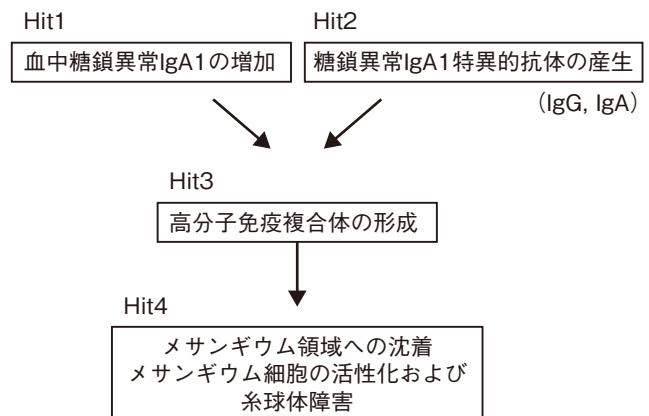 Hit1
Hit2
血中糖鎖異常IgA1の増加
糖鎖異常IgA1特異的抗体の産生
(IgG, IgA)
Hit3
高分子免疫複合体の形成
Hit4
メサンギウム領域への沈着
メサンギウム細胞の活性化および
糸球体障害